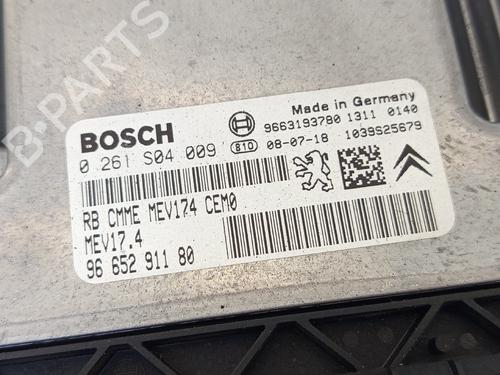 BOSCH
Made in Germany
9663193780 1311 0140
0 261 S04 009
810 08-07-18 1039S25679
RB CMME MEV174 CEM0
MEV17.4
96 652 911 80
B-PARTS